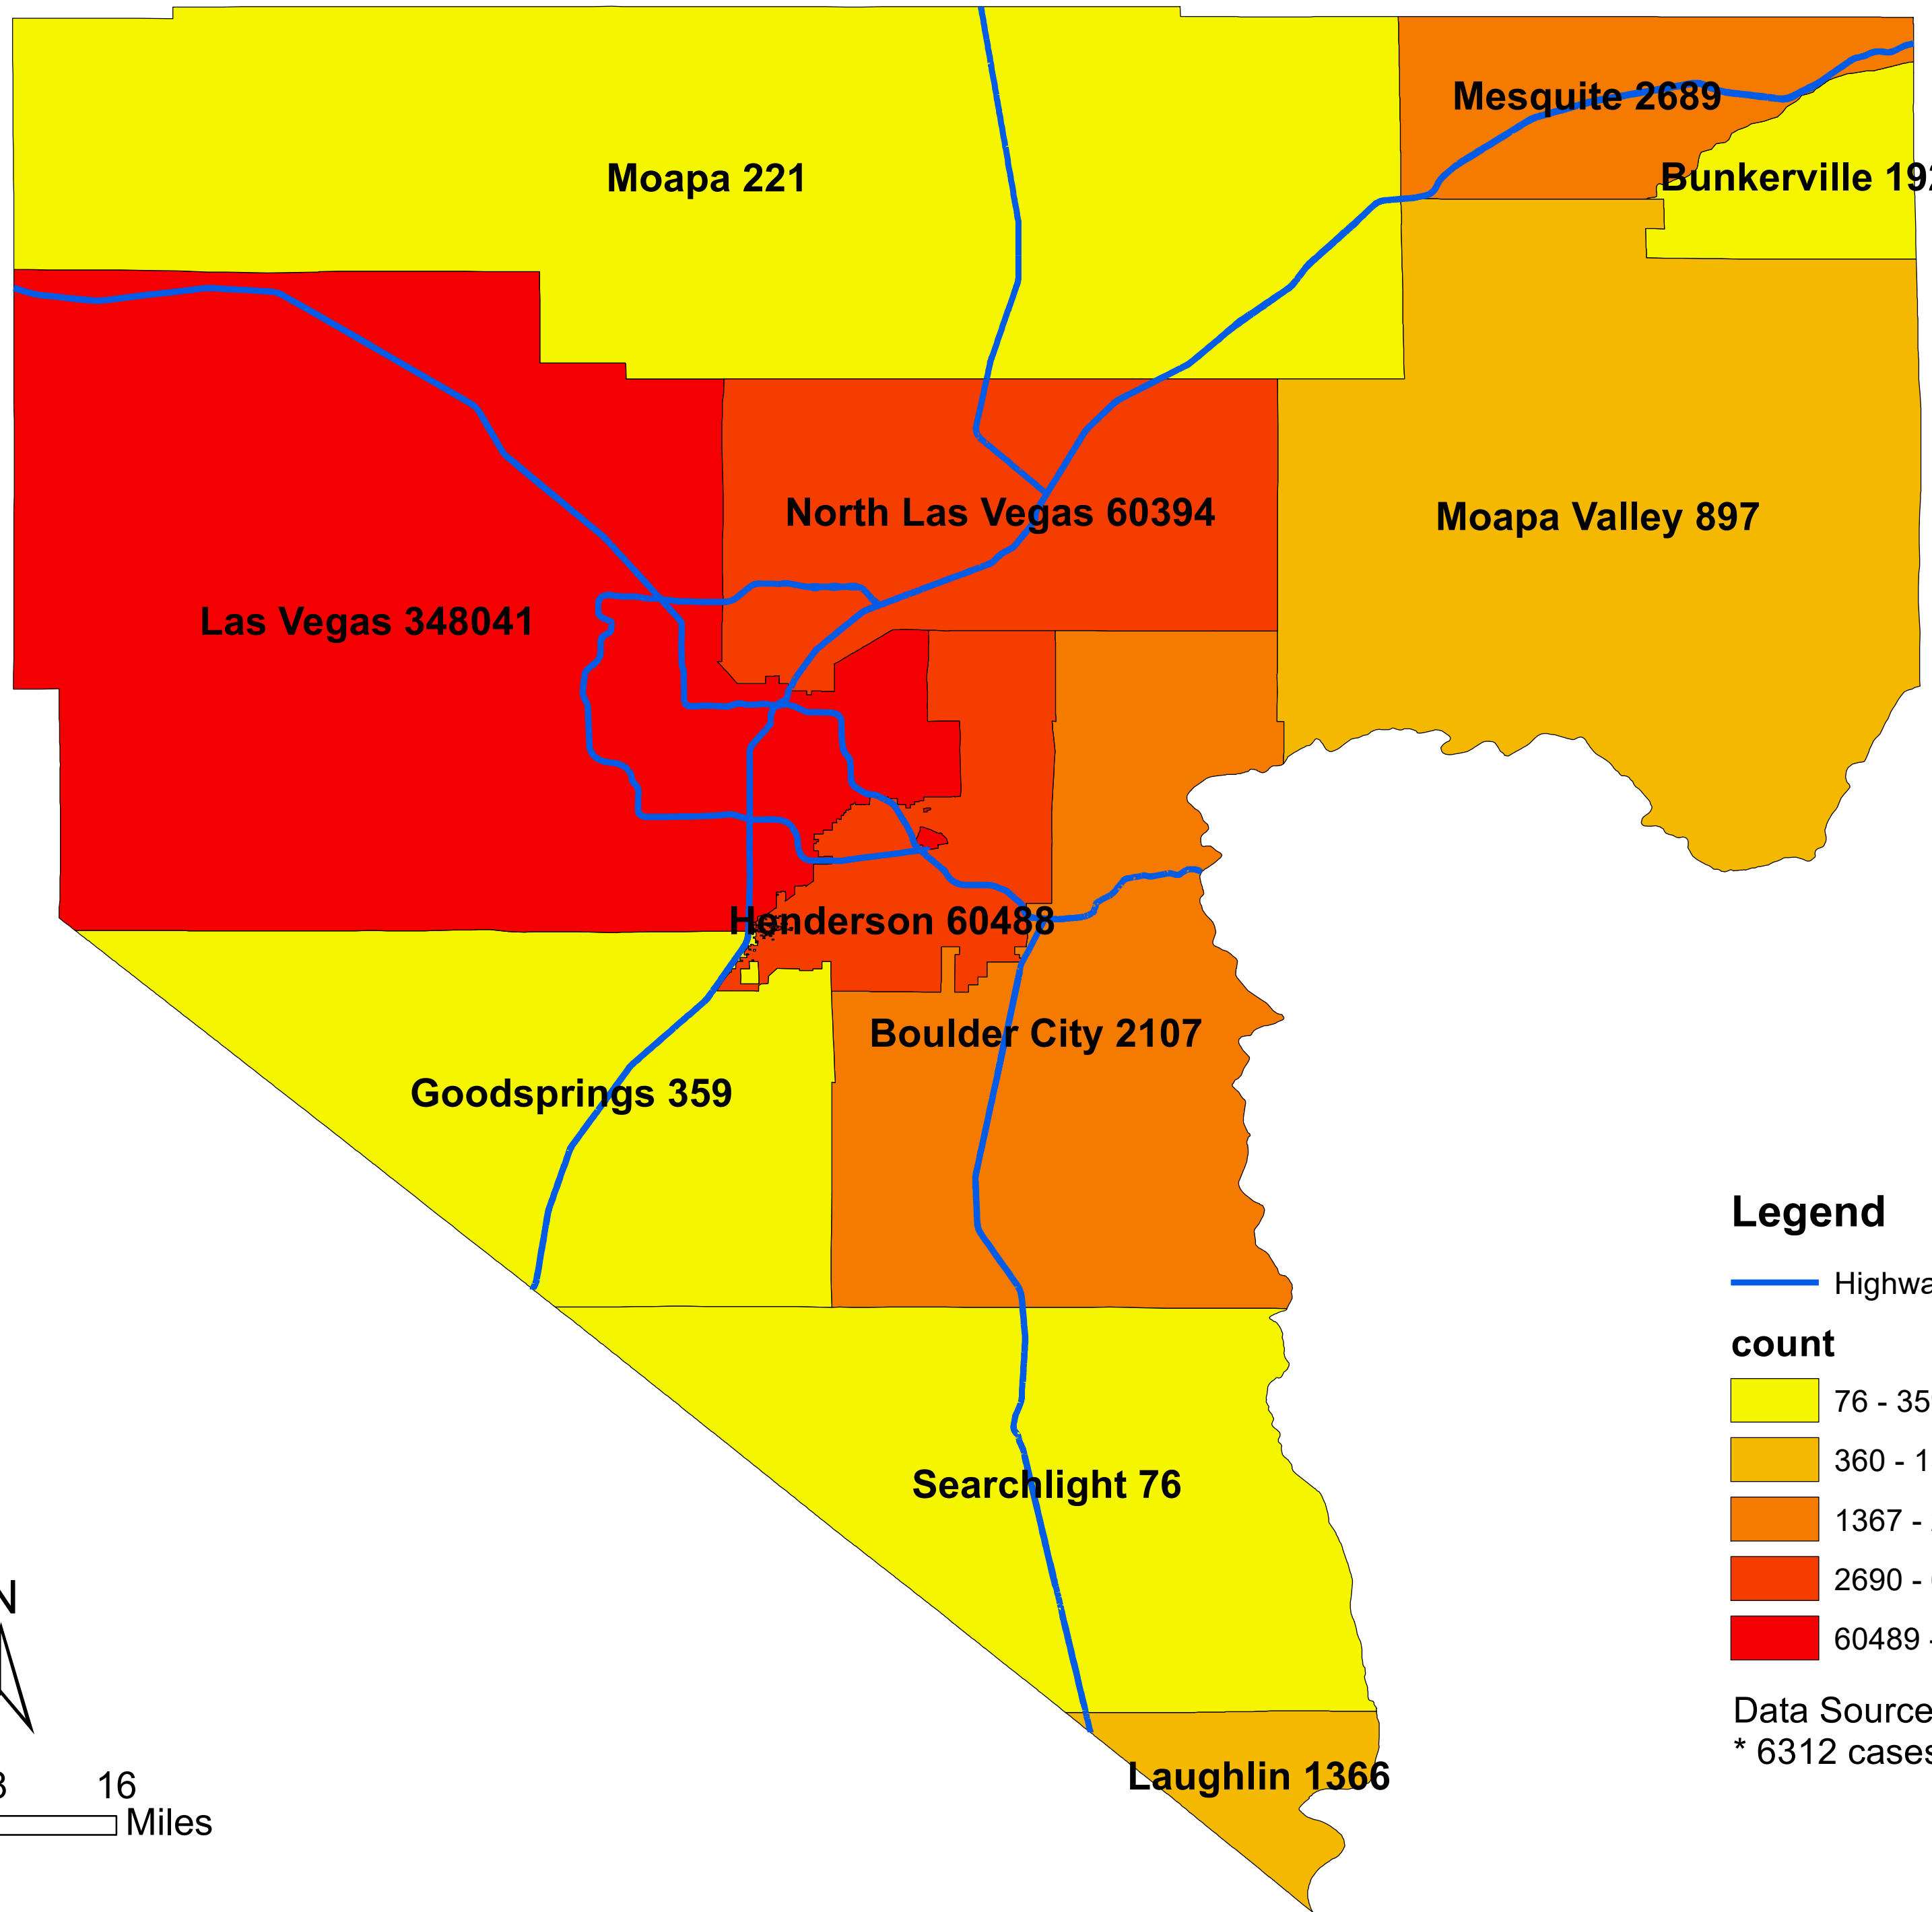 Mesquite 2689
Moapa 221
Bunkerville
North Las Vegas 60394
Moapa Valley 897
Las Vegas 348041
Henderson 60488
Boulder City 2107
Goodsprings 359
Legend
count
76 - 35
Searchlight 76
360 - 1
1367 -
2690 -
N
60489 -
Data Source
* 6312 cases
Laughlin 1366
16
Miles